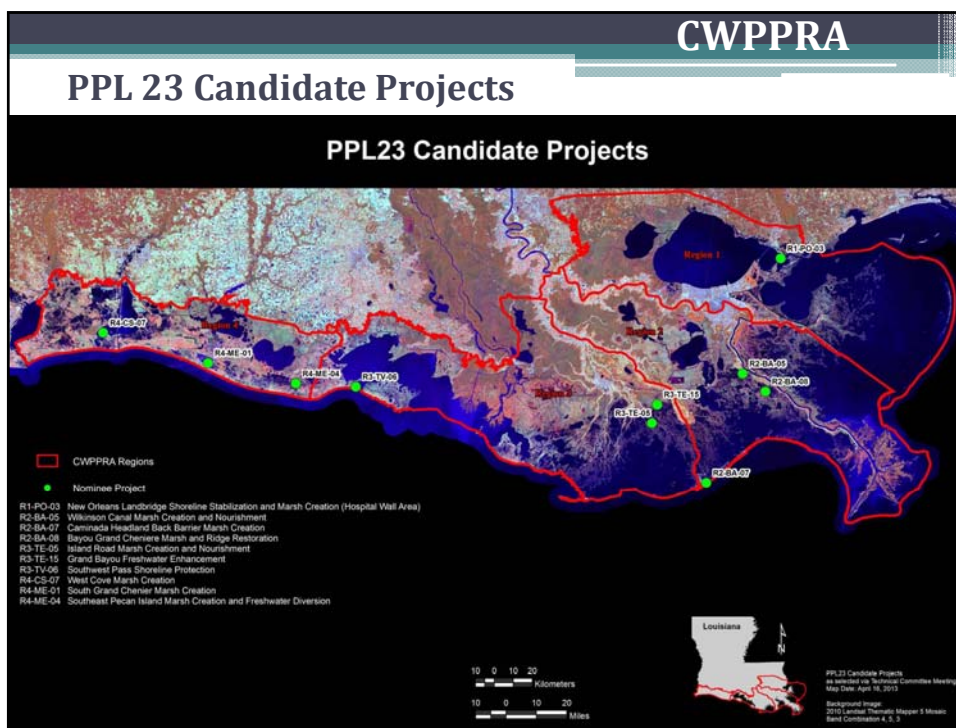 CWPPRA
PPL 23 Candidate Projects
PPL23 Candidate Projects
Region 1
R1-PO-03
Region 2
Region 4
R4-CS-07
R4-ME-01
R4-ME-04
R3-TV-06
Region 3
R2-BA-05
R2-BA-08
R3-TE-15
R3-TE-05
R2-BA-07
CWPPRA Regions
Nominee Project
R1-PO-03 New Orleans Landbridge Shoreline Stabilization and Marsh Creation (Hospital Wall Area)
R2-BA-05 Wilkinson Canal Marsh Creation and Nourishment
R2-BA-07 Caminada Headland Back Barrier Marsh Creation
R2-BA-08 Bayou Grand Cheniere Marsh and Ridge Restoration
R3-TE-05 Island Road Marsh Creation and Nourishment
R3-TE-15 Grand Bayou Freshwater Enhancement
R3-TV-06 Southwest Pass Shoreline Protection
R4-CS-07 West Cove Marsh Creation
R4-ME-01 South Grand Chenier Marsh Creation
R4-ME-04 Southeast Pecan Island Marsh Creation and Freshwater Diversion
Louisiana
N
10 0 10 20
Kilometers
10 0 10 20
Miles
PPL23 Candidate Projects
as selected via Technical Committee Meeting
Map Date: April 16, 2013
Background Image:
2010 Landsat Thematic Mapper 5 Mosaic
Band Combination 4, 5, 3